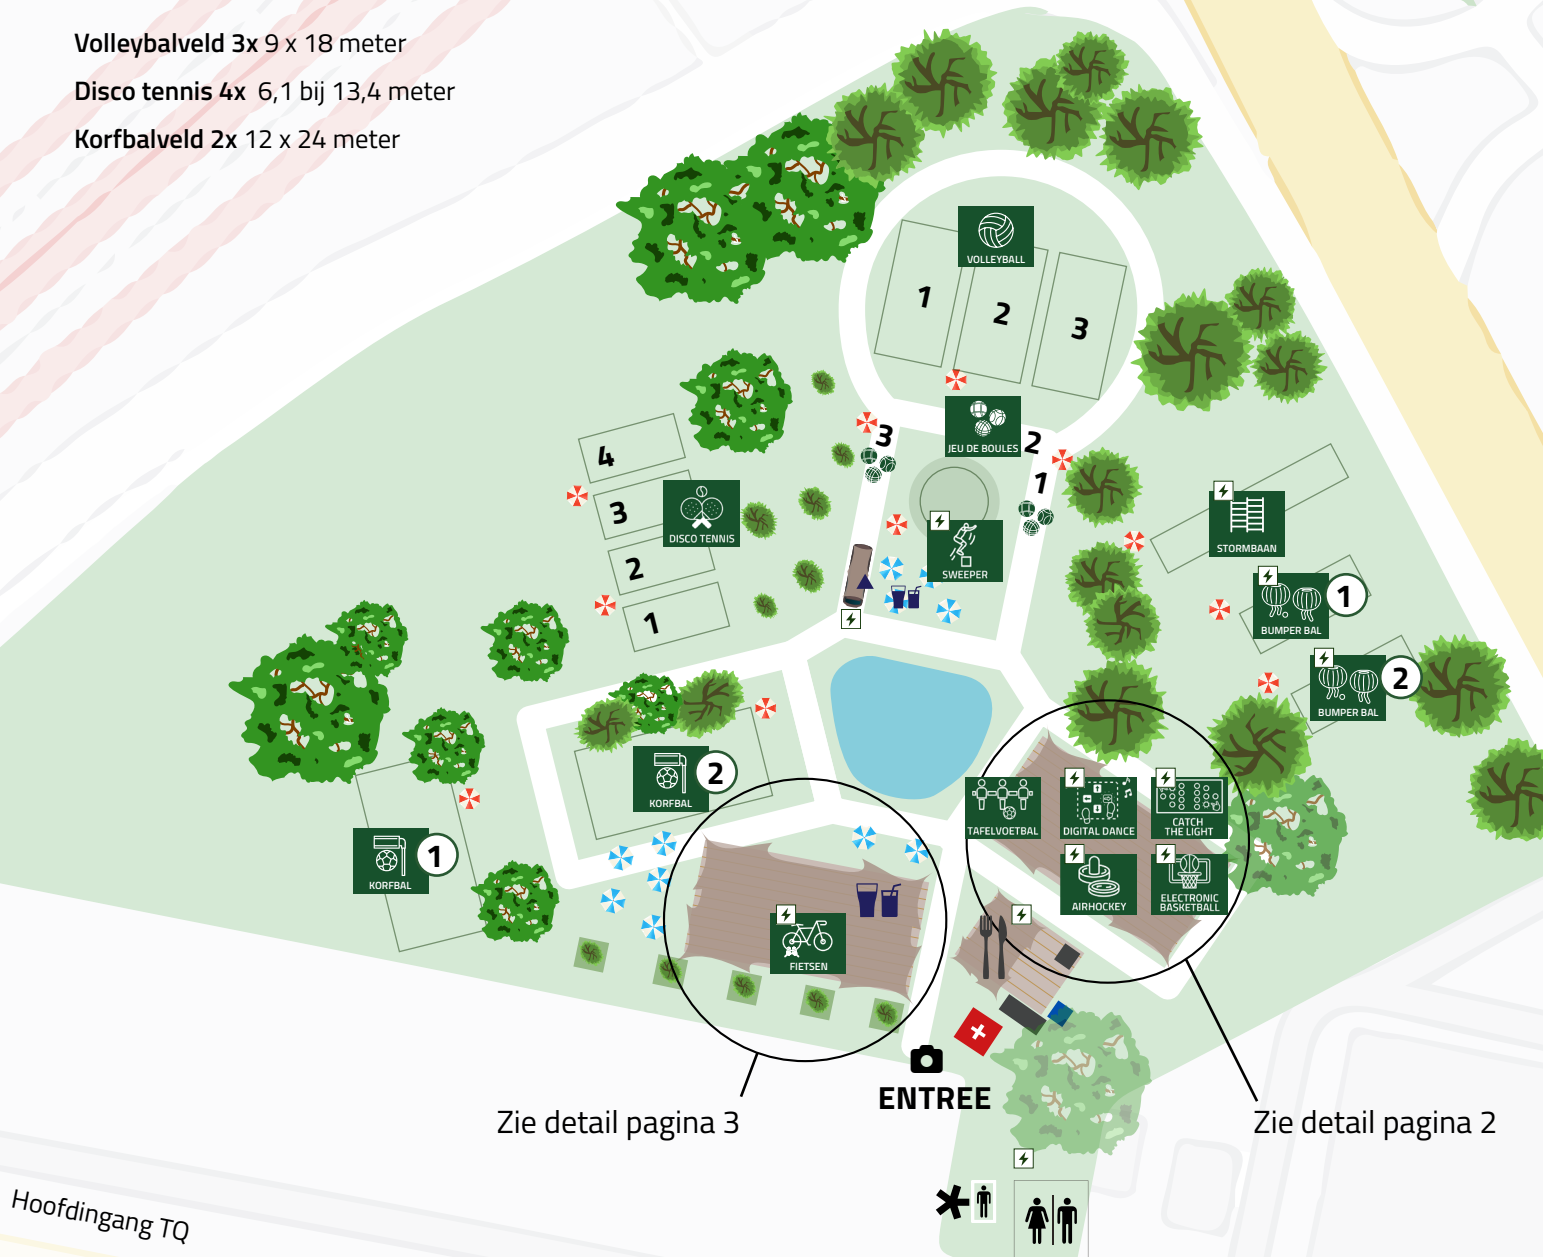 Volleybalveld 3x 9 x 18 meter
Disco tennis 4x 6,1 bij 13,4 meter
Korfbalveld 2x 12 x 24 meter
VOLLEYBALL
1
2
3
JEU DE BOULES
3
2
1
4
3
2
1
DISCO TENNIS
SWEEPER
STORMBAAN
BUMPER BAL
1
BUMPER BAL
2
KORFBAL
2
KORFBAL
1
TAFELVOETBAL
DIGITAL DANCE
CATCH
THE LIGHT
AIRHOCKEY
ELECTRONIC
BASKETBALL
FIETSEN
ENTREE
Zie detail pagina 3
Zie detail pagina 2
Hoofdingang TQ